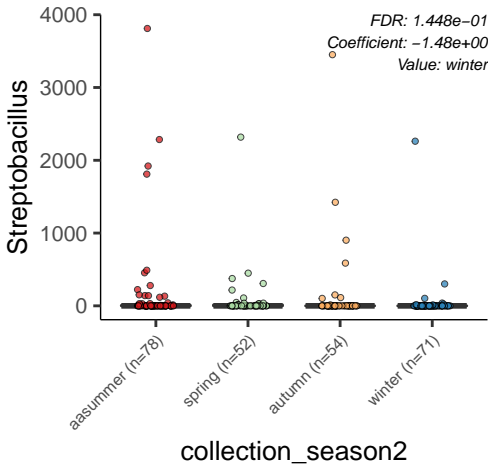 FDR: 1.448e−01
Coefficient: −1.48e+00
Value: winter
4000
3000
2000
1000
0
Streptobacillus
aasummer (n=78)
spring (n=52)
autumn (n=54)
winter (n=71)
collection_season2